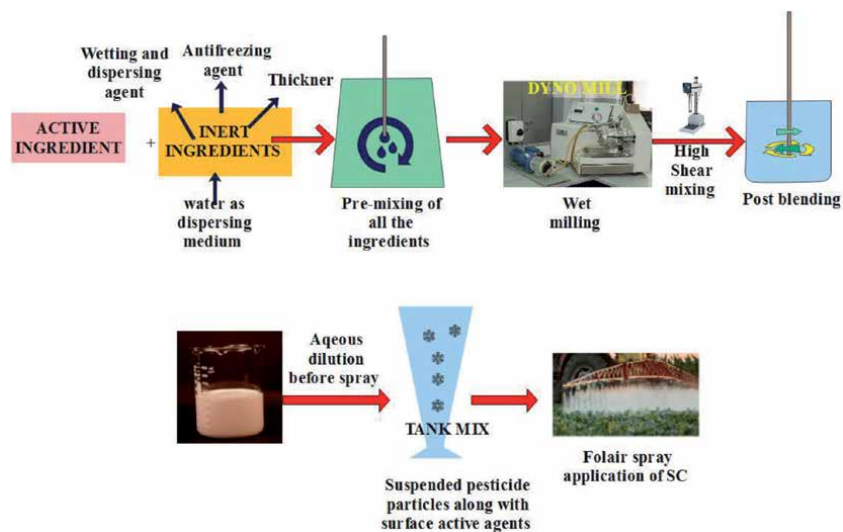 Wetting and
dispersing
agent
Antifreezing
agent
Thickner
ACTIVE
INGREDIENT
+
INERT
INGREDIENTS
water as
dispersing
medium
Pre-mixing of
all the
ingredients
DYNO MILL
Wet
milling
High
Shear
mixing
Post blending
Aqeous
dilution
before spray
TANK MIX
Suspended pesticide
particles along with
surface active agents
Folair spray
application of SC